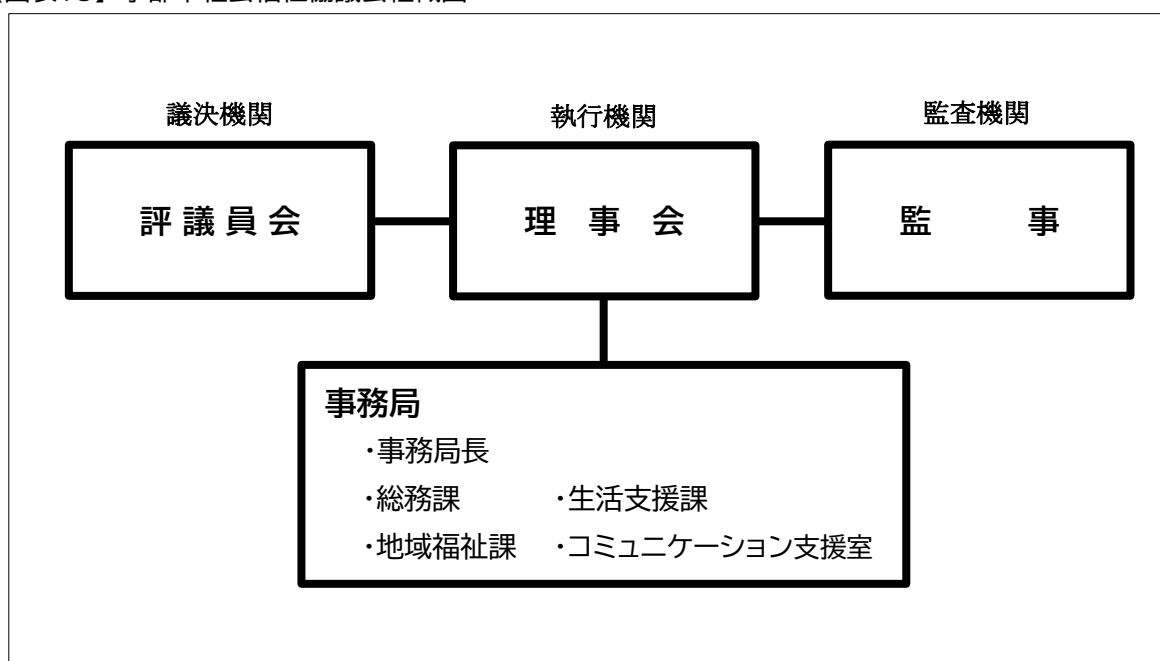 議決機関 執行機関 監査機関
評議員会 理事会 監事
事務局
・事務局長
・総務課 ・生活支援課
・地域福祉課 ・コミュニケーション支援室